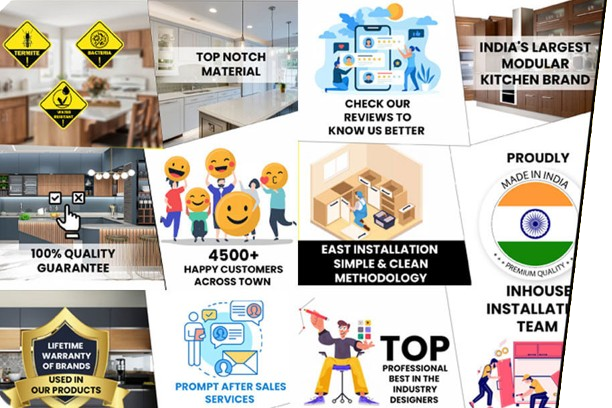 TERMITE
BACTERIA
TOP NOTCH
MATERIAL
CHECK OUR
REVIEWS TO
KNOW US BETTER
INDIA'S LARGEST
MODULAR
KITCHEN BRAND
100% QUALITY
GUARANTEE
4500+
HAPPY CUSTOMERS
ACROSS TOWN
EAST INSTALLATION
SIMPLE & CLEAN
METHODOLOGY
PROUDLY
MADE IN INDIA
PREMIUM QUALITY
LIFETIME
WARRANTY
OF BRANDS
USED IN
OUR PRODUCTS
PROMPT AFTER SALES
SERVICES
TOP
PROFESSIONAL
BEST IN THE
INDUSTRY
DESIGNERS
INHOUSE
INSTALLATI
TEAM